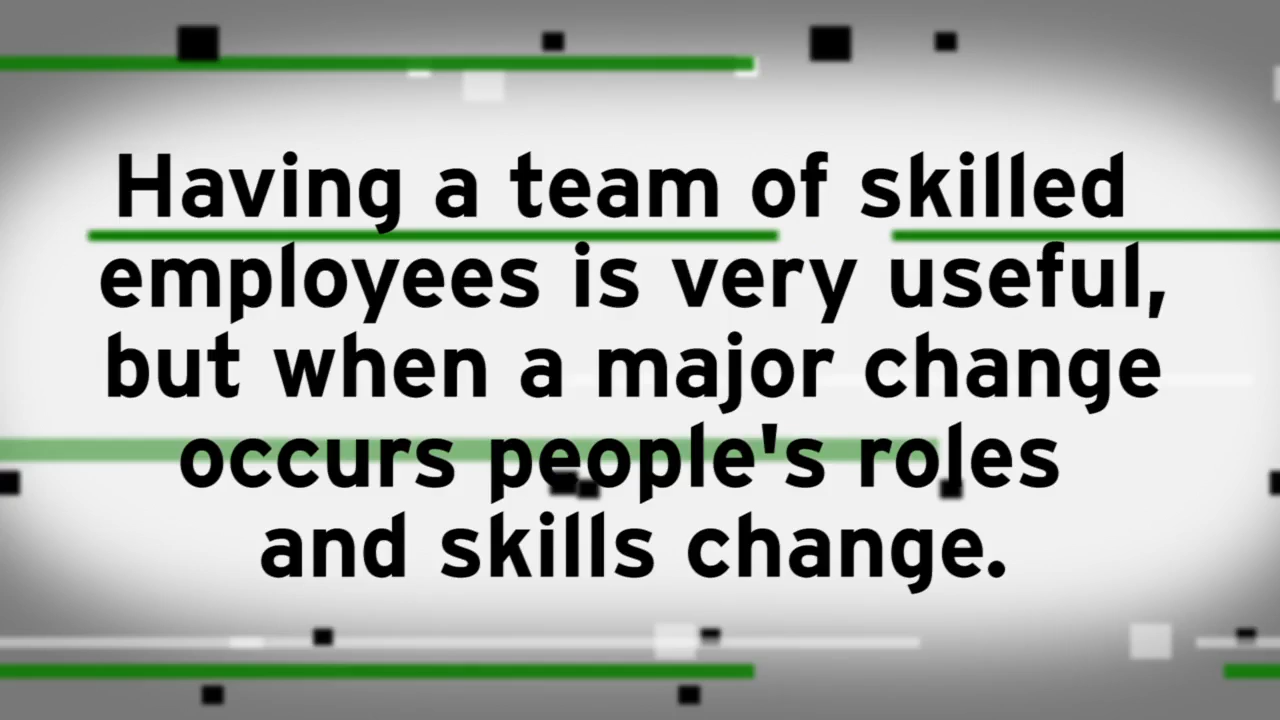 Having a team of skilled
employees is very useful,
but when a major change
occurs people's roles
and skills change.